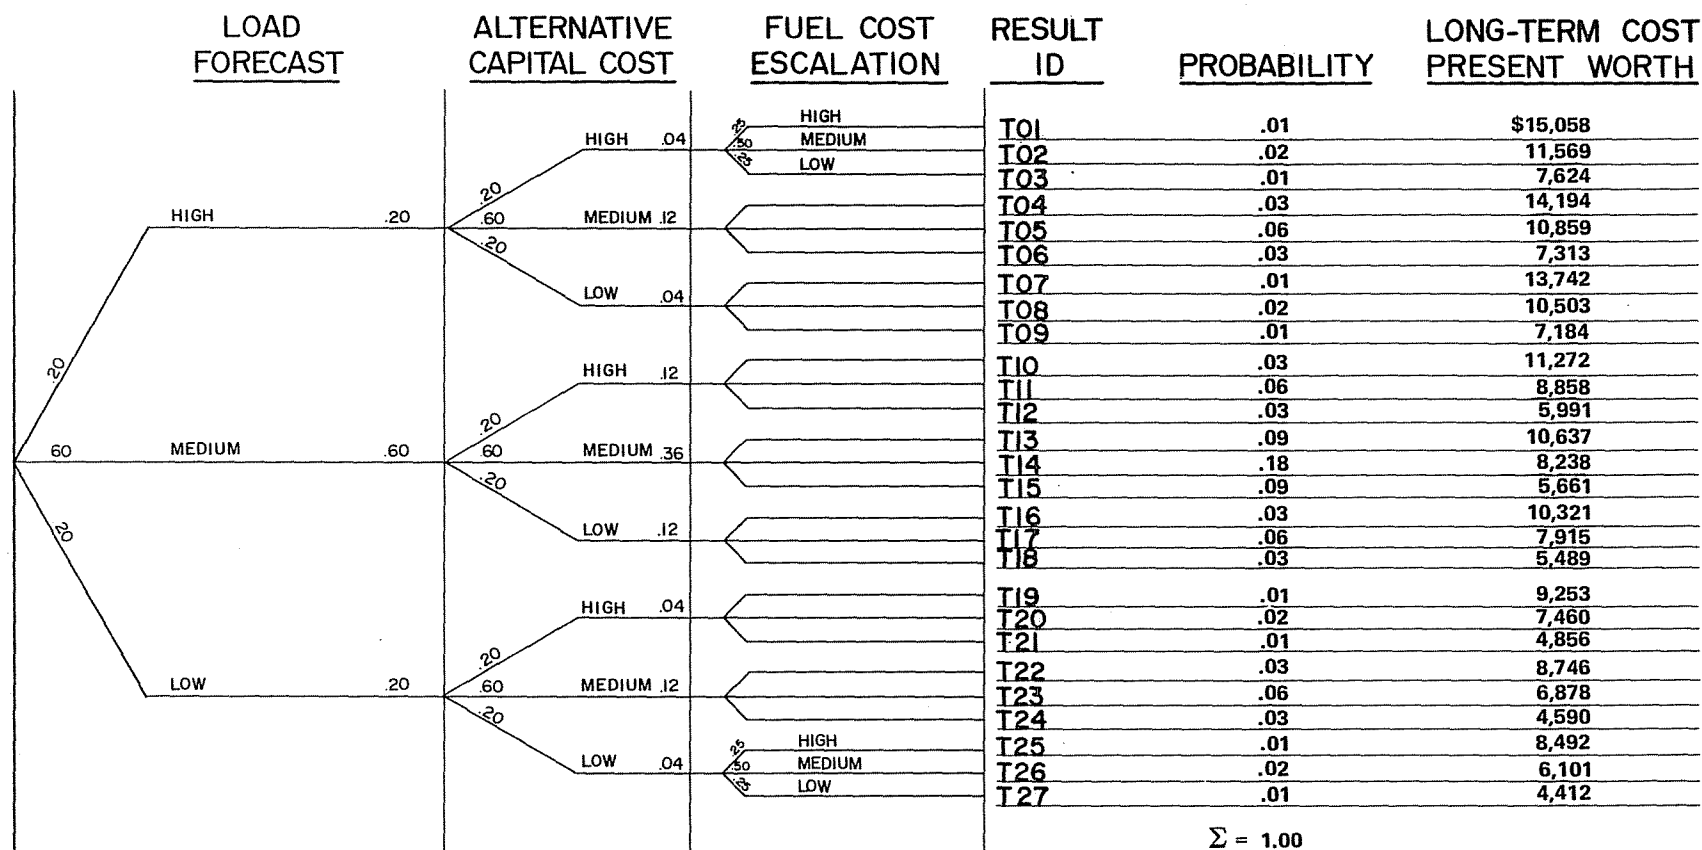 LOAD FORECAST
ALTERNATIVE CAPITAL COST
FUEL COST ESCALATION
RESULT ID
PROBABILITY
LONG-TERM COST PRESENT WORTH
.25 HIGH T01 .01 $15,058
HIGH .04 .50 MEDIUM T02 .02 11,569
.25 LOW T03 .01 7,624
.20
T04 .03 14,194
HIGH .20 .60 MEDIUM .12 T05 .06 10,859
.20
T06 .03 7,313
T07 .01 13,742
LOW .04 T08 .02 10,503
T09 .01 7,184
.20
T10 .03 11,272
HIGH .12 T11 .06 8,858
T12 .03 5,991
.20
T13 .09 10,637
60 MEDIUM .60 .60 MEDIUM .36 T14 .18 8,238
.20
T15 .09 5,661
T16 .03 10,321
.20
LOW .12 T17 .06 7,915
T18 .03 5,489
T19 .01 9,253
HIGH .04 T20 .02 7,460
T21 .01 4,856
.20
T22 .03 8,746
LOW .20 .60 MEDIUM .12 T23 .06 6,878
.20
T24 .03 4,590
.25 HIGH T25 .01 8,492
LOW .04 .50 MEDIUM T26 .02 6,101
.25 LOW T27 .01 4,412
Σ = 1.00